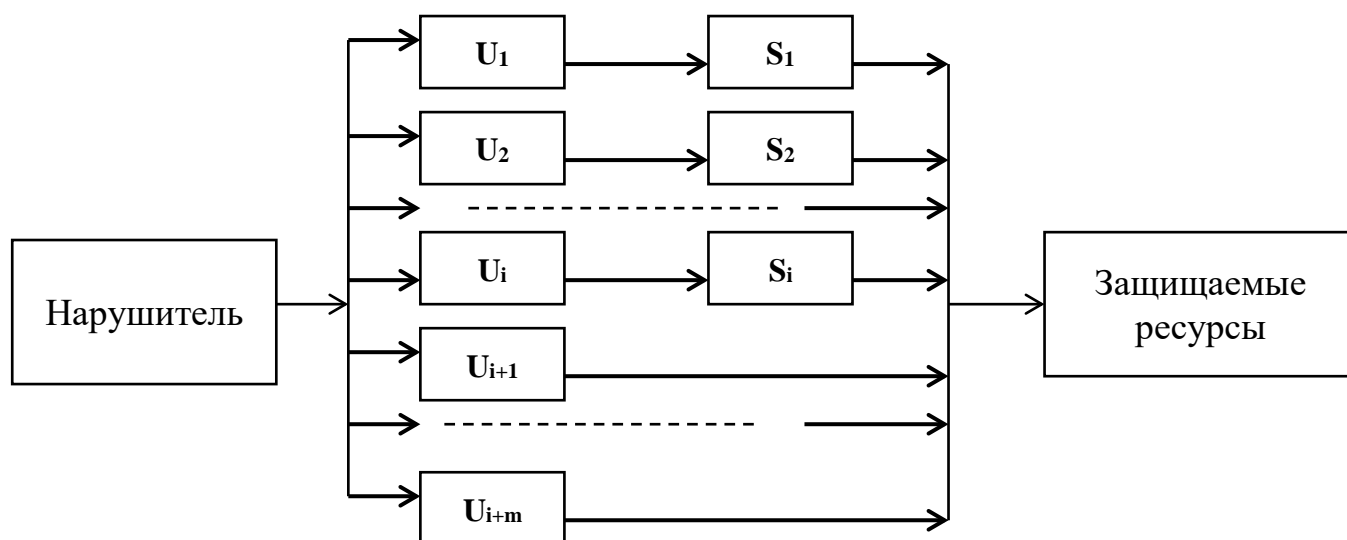 U₁
S₁
U₂
S₂
Uᵢ
Sᵢ
Нарушитель
Защищаемые
ресурсы
Uᵢ₊₁
Uᵢ₊ₘ